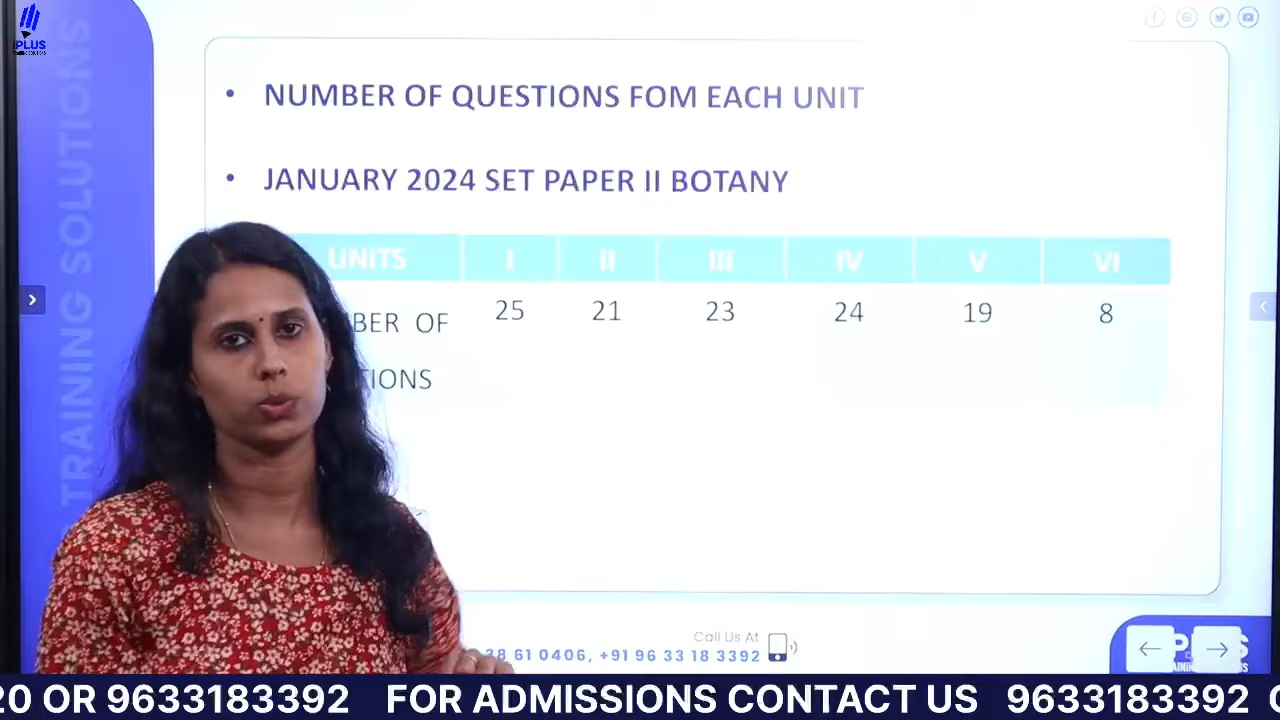 PLUS
TRAINING SOLUTIONS
• NUMBER OF QUESTIONS FOM EACH UNIT
• JANUARY 2024 SET PAPER II BOTANY
UNITS I II III IV V VI
BER OF 25 21 23 24 19 8
TIONS
Call Us At
38 61 0406, +91 96 33 18 3392
20 OR 9633183392 FOR ADMISSIONS CONTACT US 9633183392